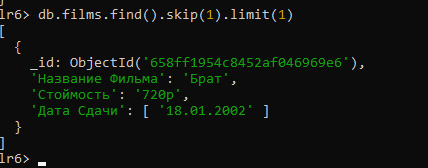 lr6> db.films.find().skip(1).limit(1)
[
  {
    _id: ObjectId('658ff1954c8452af046969e6'),
    'Название Фильма': 'Брат',
    'Стоймость': '720р',
    'Дата Сдачи': [ '18.01.2002' ]
  }
]
lr6>